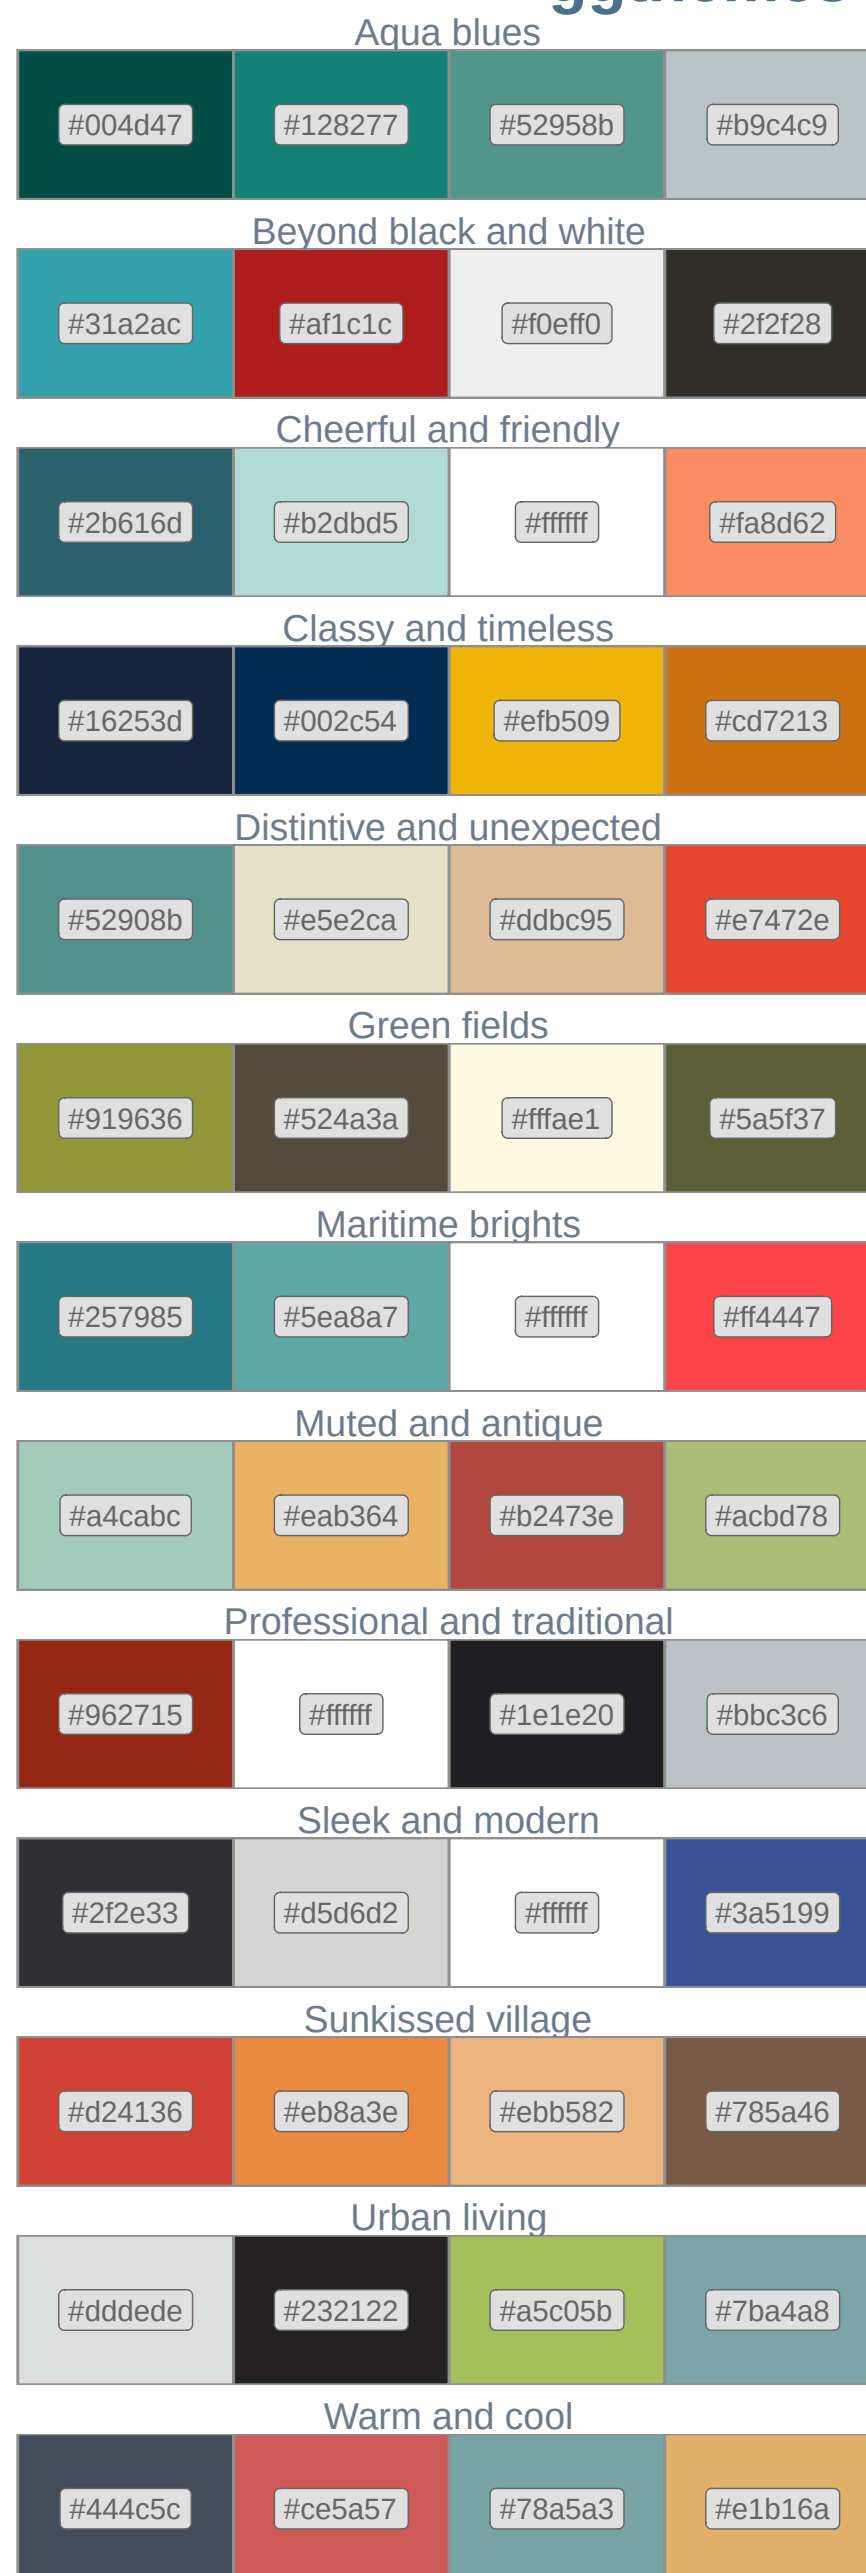 Aqua blues
#004d47 #128277 #52958b #b9c4c9
Beyond black and white
#31a2ac #af1c1c #f0eff0 #2f2f28
Cheerful and friendly
#2b616d #b2dbd5 #ffffff #fa8d62
Classy and timeless
#16253d #002c54 #efb509 #cd7213
Distintive and unexpected
#52908b #e5e2ca #ddbc95 #e7472e
Green fields
#919636 #524a3a #fffae1 #5a5f37
Maritime brights
#257985 #5ea8a7 #ffffff #ff4447
Muted and antique
#a4cabc #eab364 #b2473e #acbd78
Professional and traditional
#962715 #ffffff #1e1e20 #bbc3c6
Sleek and modern
#2f2e33 #d5d6d2 #ffffff #3a5199
Sunkissed village
#d24136 #eb8a3e #ebb582 #785a46
Urban living
#dddede #232122 #a5c05b #7ba4a8
Warm and cool
#444c5c #ce5a57 #78a5a3 #e1b16a